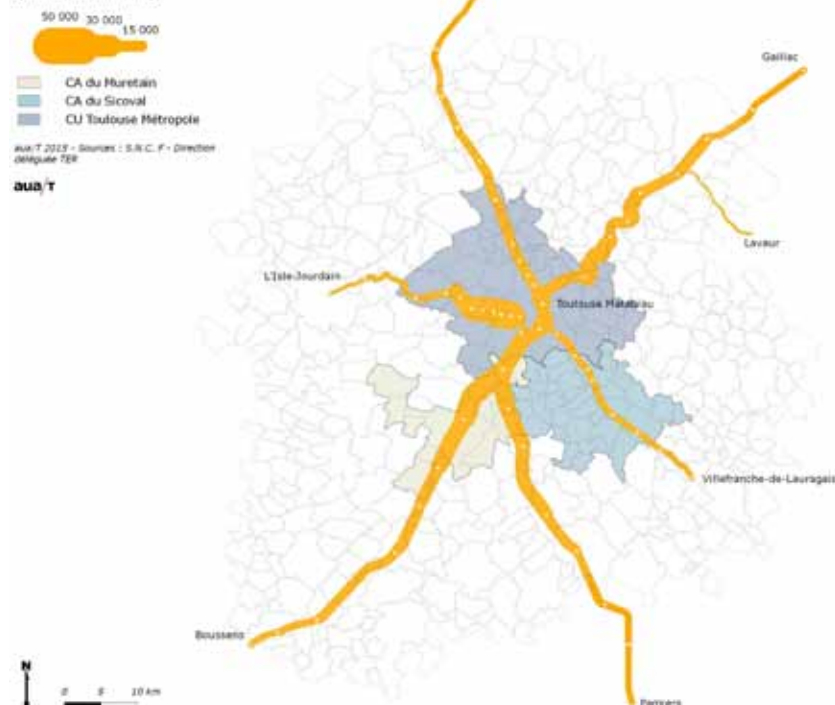 50 000 30 000 15 000
CA du Muretain
CA du Sicoval
CU Toulouse Métropole
aua/T 2015 - Sources : S.N.C.F - Direction
déléguée TER
aua/T
Gaillac
Lavaur
L'Isle-Jourdain
Toulouse Matabiau
Villefranche-de-Lauragais
Boussens
N
0 5 10 km